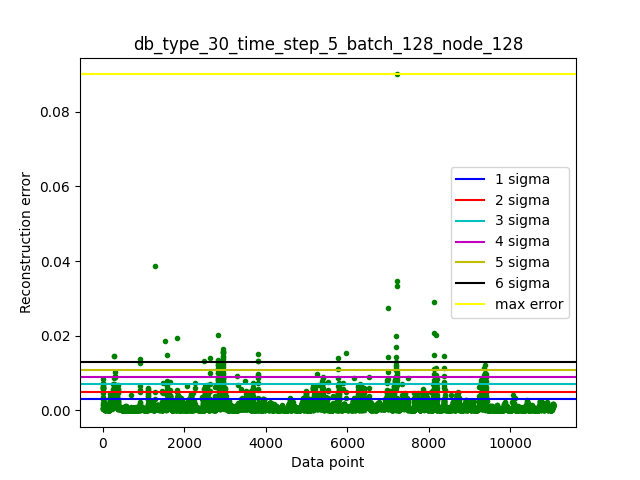 db_type_30_time_step_5_batch_128_node_128
Reconstruction error
0.08
0.06
0.04
0.02
0.00
1 sigma
2 sigma
3 sigma
4 sigma
5 sigma
6 sigma
max error
0 2000 4000 6000 8000 10000
Data point